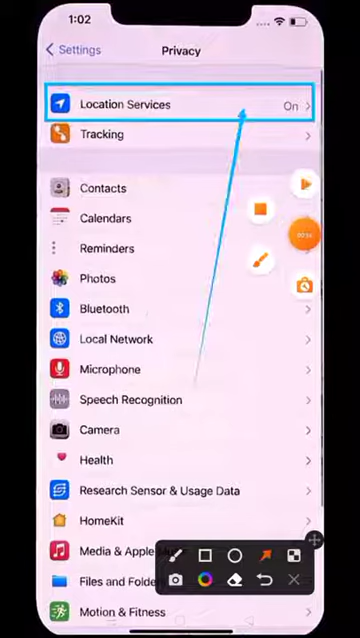 1:02
Settings
Privacy
Location Services On
Tracking
Contacts
Calendars
Reminders
Photos
Bluetooth
Local Network
Microphone
Speech Recognition
Camera
Health
Research Sensor & Usage Data
HomeKit
Media & Apple
Files and Folders
Motion & Fitness